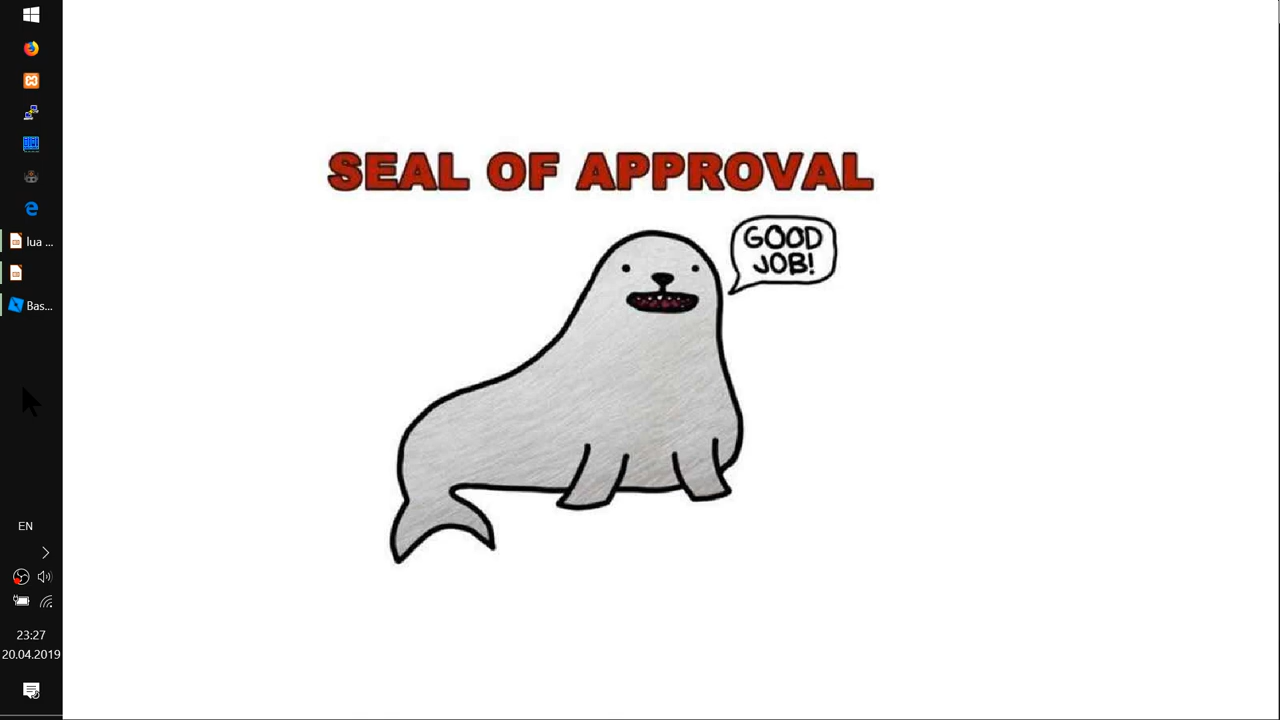 SEAL OF APPROVAL
GOOD
JOB!
lua ...
Bas...
EN
23:27
20.04.2019